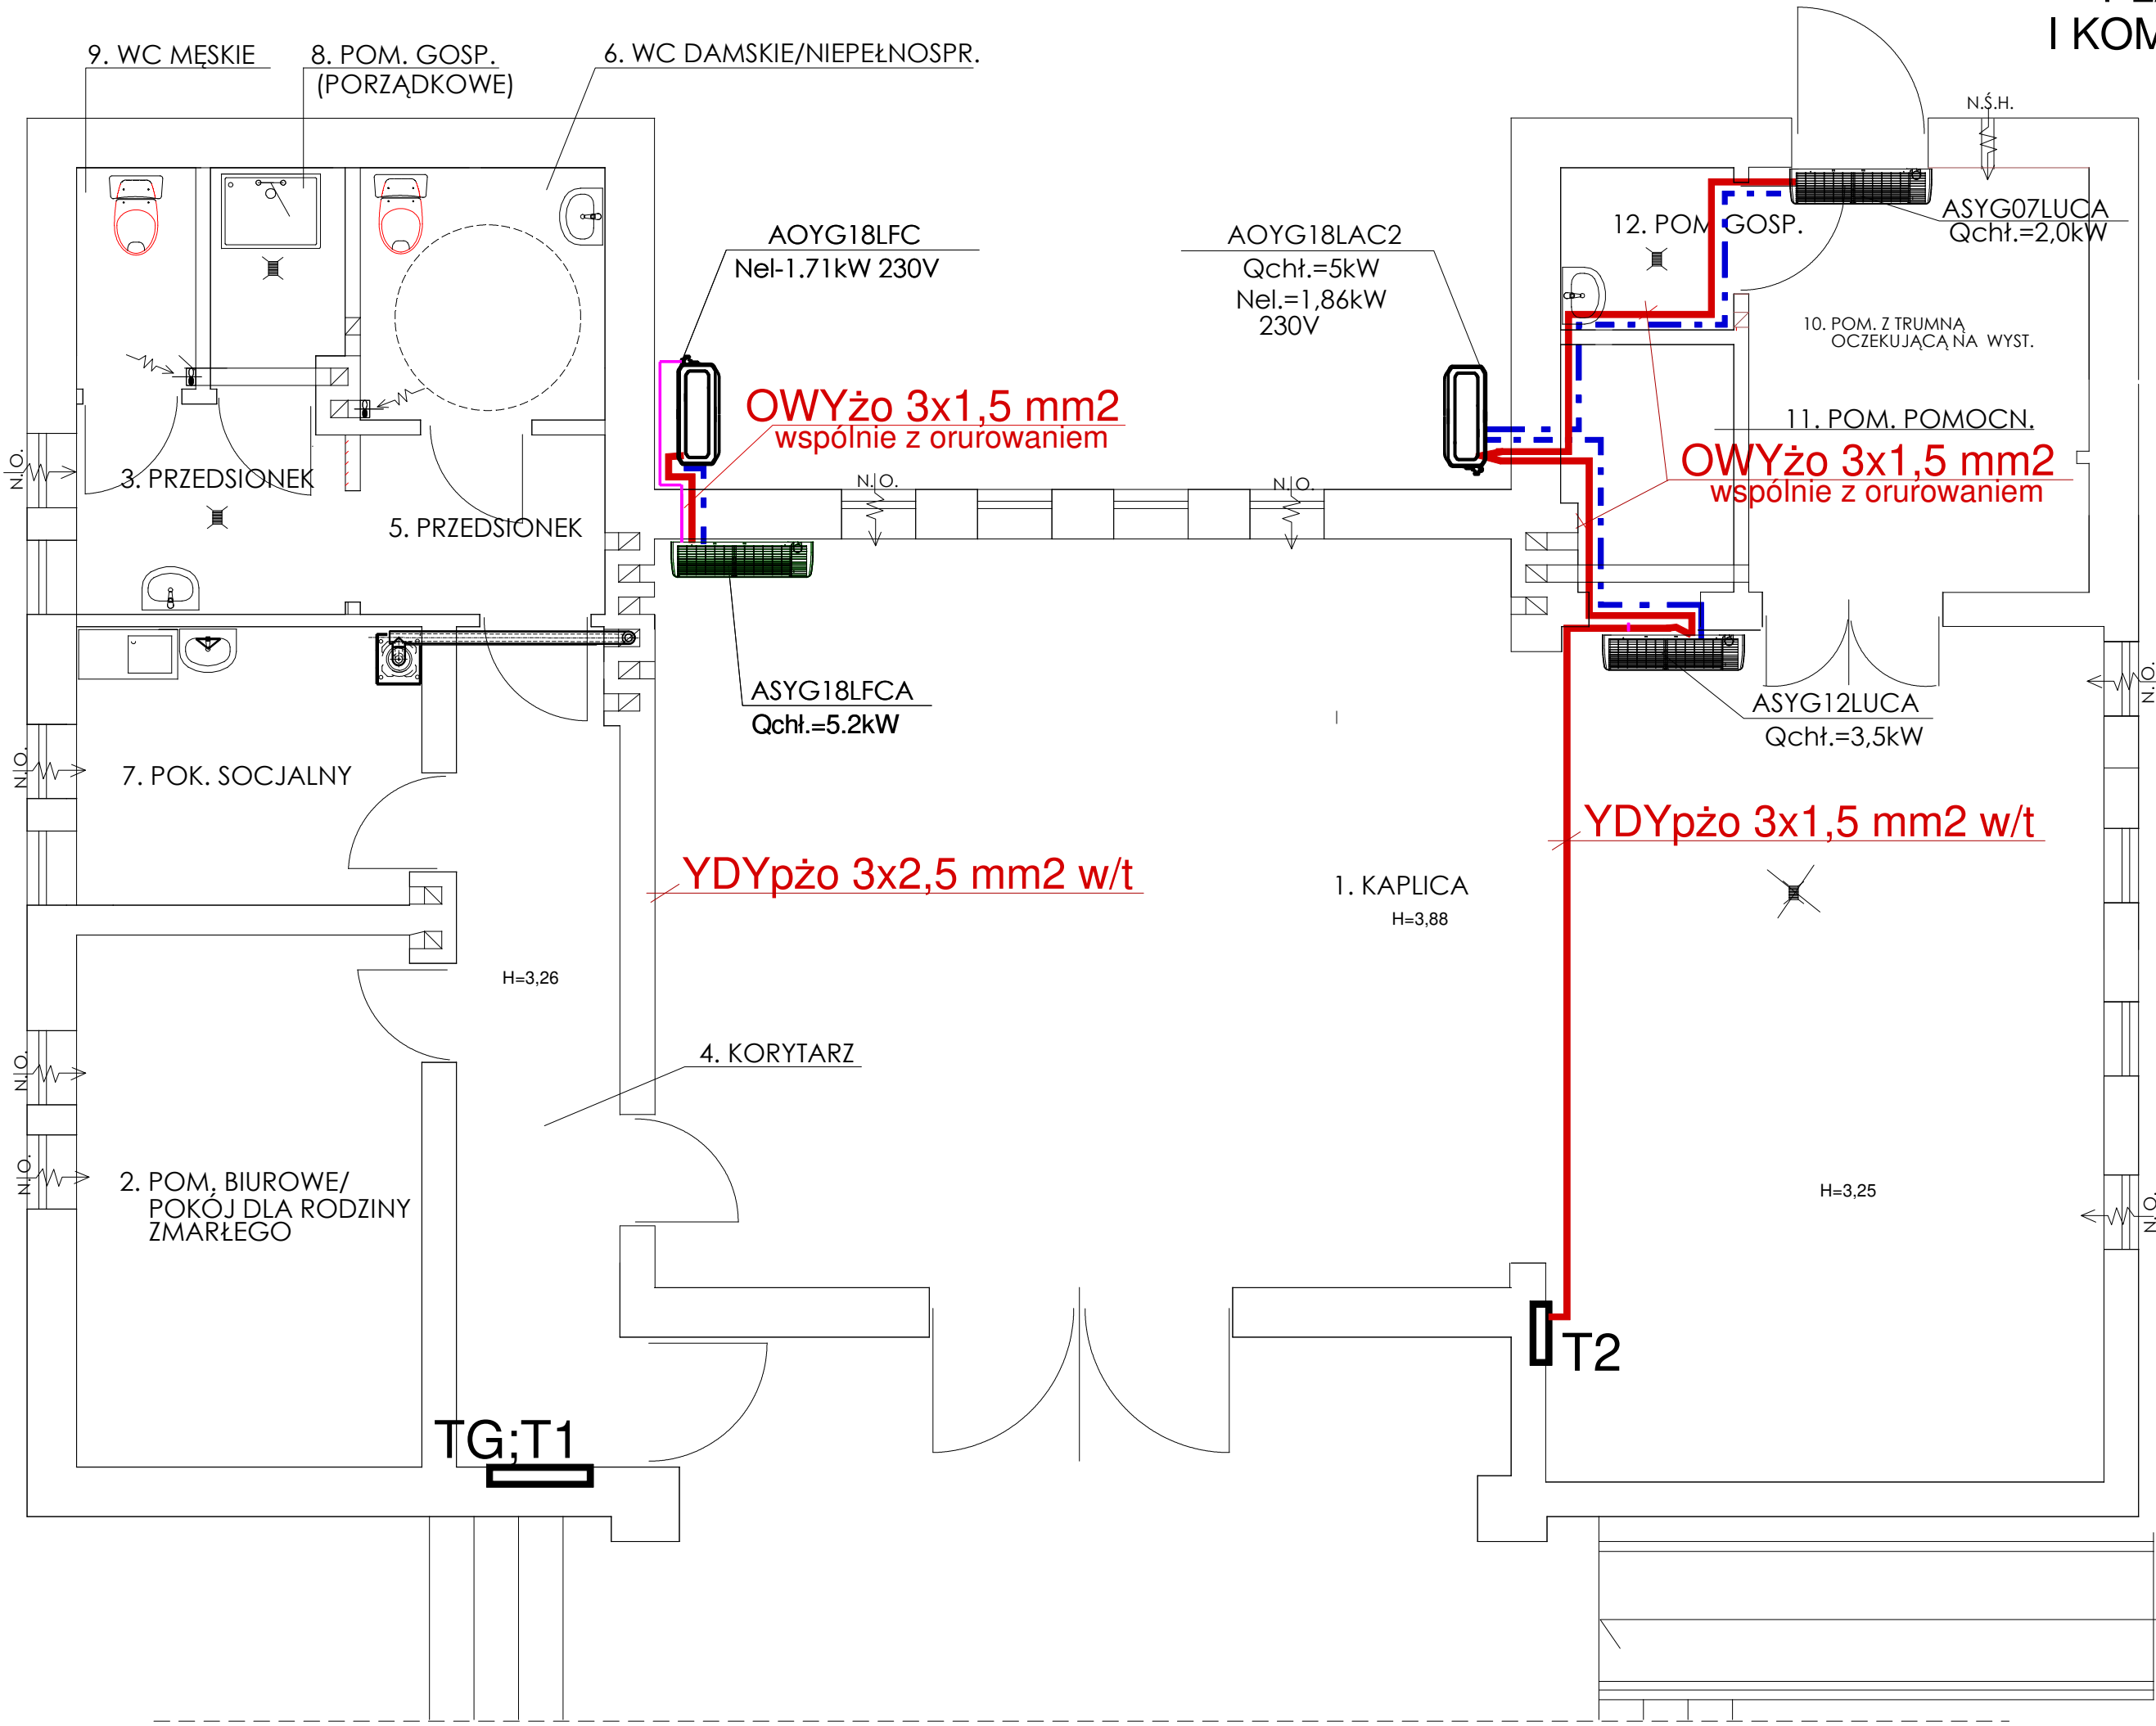 I KOM
9. WC MĘSKIE
8. POM. GOSP.
(PORZĄDKOWE)
6. WC DAMSKIE/NIEPEŁNOSPR.
N.Ś.H.
AOYG18LFC
Nel-1.71kW 230V
AOYG18LAC2
Qchł.=5kW
Nel.=1,86kW
230V
12. POM. GOSP.
ASYG07LUCA
Qchł.=2,0kW
10. POM. Z TRUMNĄ
OCZEKUJĄCĄ NA WYST.
OWYżo 3x1,5 mm2
wspólnie z orurowaniem
11. POM. POMOCN.
OWYżo 3x1,5 mm2
wspólnie z orurowaniem
N.O.
3. PRZEDSIONEK
N.O.
N.O.
5. PRZEDSIONEK
ASYG18LFCA
Qchł.=5.2kW
ASYG12LUCA
Qchł.=3,5kW
N.O.
N.O.
7. POK. SOCJALNY
YDYpżo 3x2,5 mm2 w/t
YDYpżo 3x1,5 mm2 w/t
1. KAPLICA
H=3,88
H=3,26
4. KORYTARZ
N.O.
N.O.
2. POM. BIUROWE/
POKÓJ DLA RODZINY
ZMARŁEGO
H=3,25
N.O.
T2
TG;T1